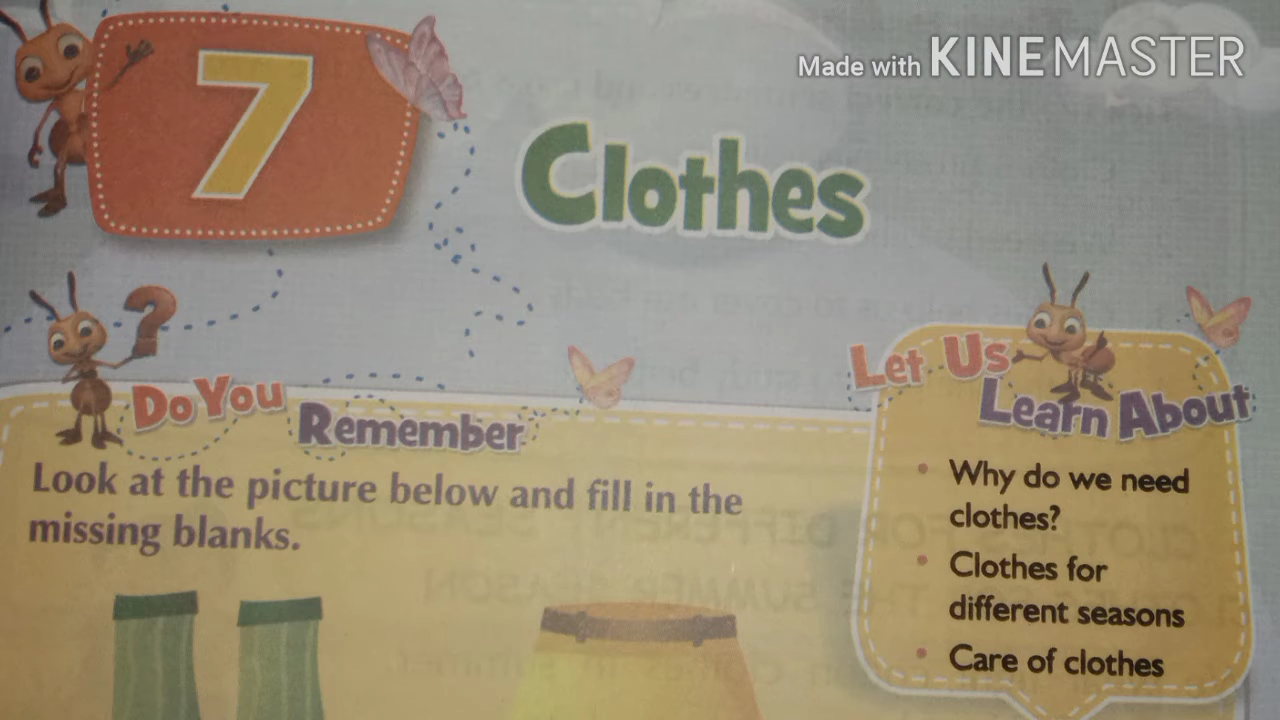 Made with KINEMASTER
7
Clothes
Do You Remember
Look at the picture below and fill in the
missing blanks.
Let Us
Learn About
• Why do we need
clothes?
• Clothes for
different seasons
• Care of clothes